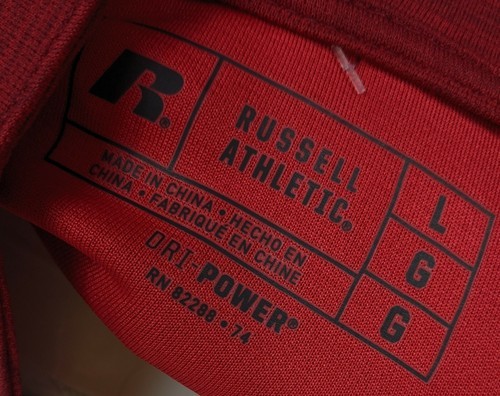 R®
RUSSELL
ATHLETIC®
L
G
G
MADE IN CHINA • HECHO EN
CHINA • FABRIQUÉ EN CHINE
DRI-POWER®
RN 82288 • 74